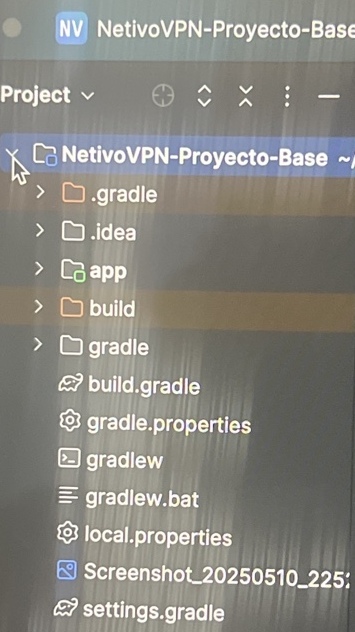 NV NetivoVPN-Proyecto-Base
Project
NetivoVPN-Proyecto-Base ~/
.gradle
.idea
app
build
gradle
build.gradle
gradle.properties
gradlew
gradlew.bat
local.properties
Screenshot_20250510_225
settings.gradle